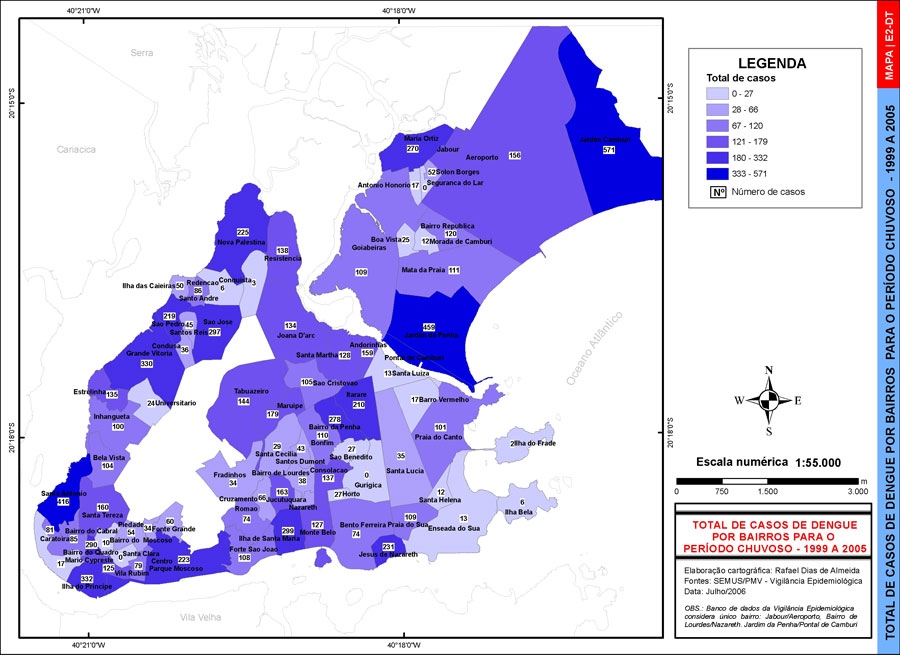 40°21'0"W
40°18'0"W
MAPA | E2-DT
TOTAL DE CASOS DE DENGUE POR BAIRROS PARA O PERÍODO CHUVOSO - 1999 A 2005
20°15'0"S
20°15'0"S
20°18'0"S
20°18'0"S
Serra
Cariacica
LEGENDA
Total de casos
0 - 27
28 - 66
67 - 120
121 - 179
180 - 332
333 - 571
Nº Número de casos
Maria Ortiz
270
Jabour
Aeroporto 156
Jardim Camburi
571
52 Solon Borges
Antonio Honorio 17
0 Seguranca do Lar
225
Nova Palestina
138
Resistencia
Bairro Republica
120
Boa Vista 25
12 Morada de Camburi
Goiabeiras
109
Mata da Praia 111
Ilha das Caieiras 50
Redencao
86
Conquista
6
3
Santo Andre
219
Sao Pedro 45
Santos Reis
Sao Jose
297
Condusa
36
Grande Vitoria
330
134
Joana D'arc
459
Jardim da Penha
Andorinhas
159
Santa Martha 128
Pontal de Camburi
13 Santa Luiza
Oceano Atlântico
Estrelinha 135
24 Universitario
Inhangueta
100
Tabuazeiro
144
105 Sao Cristovao
Itarare
210
Maruipe
179
278
Bairro da Penha
17 Barro Vermelho
101
Praia do Canto
110
Bonfim
2 Ilha do Frade
Bela Vista
104
29
Santa Cecilia
43
Santos Dumont
27
Sao Benedito
35
Santa Lucia
Fradinhos
34
Bairro de Lourdes
38
Consolacao
137
0
Gurigica
Santo Antonio
416
160
Santa Tereza
Cruzamento 66
163
Jucutuquara
Nazareth
27 Horto
12
Santa Helena
6
Ilha Bela
Romao
74
127
Monte Belo
299
Ilha de Santa Maria
Bento Ferreira
74
109
Praia do Sua
13
Enseada do Sua
81
Caratoira 85
Bairro do Cabral
Piedade
54
34 Fonte Grande
60
290
10 Bairro do Moscoso
Bairro do Quadro
0 Santa Clara
17
Mario Cypreste
125
79
Vila Rubim
Centro
Parque Moscoso
223
Forte Sao Joao
108
231
Jesus de Nazareth
332
Ilha do Principe
Vila Velha
N
W E
S
Escala numérica 1:55.000
m
0 750 1.500 3.000
TOTAL DE CASOS DE DENGUE
POR BAIRROS PARA O
PERÍODO CHUVOSO - 1999 A 2005
Elaboração cartográfica: Rafael Dias de Almeida
Fontes: SEMUS/PMV - Vigilância Epidemiológica
Data: Julho/2006
OBS.: Banco de dados da Vigilância Epidemiológica
considera único bairro: Jabour/Aeroporto, Bairro de
Lourdes/Nazaret. Jardim da Penha/Pontal de Camburi
40°21'0"W
40°18'0"W